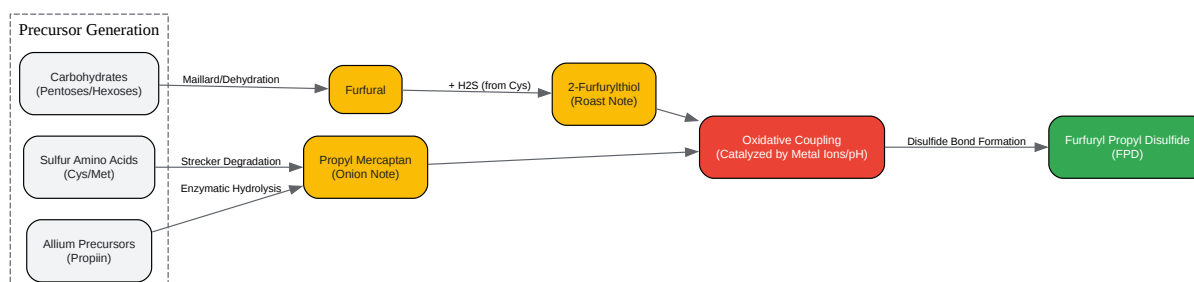 Precursor Generation
Carbohydrates
(Pentoses/Hexoses)
Maillard/Dehydration
Furfural
+ H2S (from Cys)
2-Furfurylthiol
(Roast Note)
Sulfur Amino Acids
(Cys/Met)
Strecker Degradation
Enzymatic Hydrolysis
Propyl Mercaptan
(Onion Note)
Oxidative Coupling
(Catalyzed by Metal Ions/pH)
Disulfide Bond Formation
Furfuryl Propyl Disulfide
(FPD)
Allium Precursors
(Propiin)